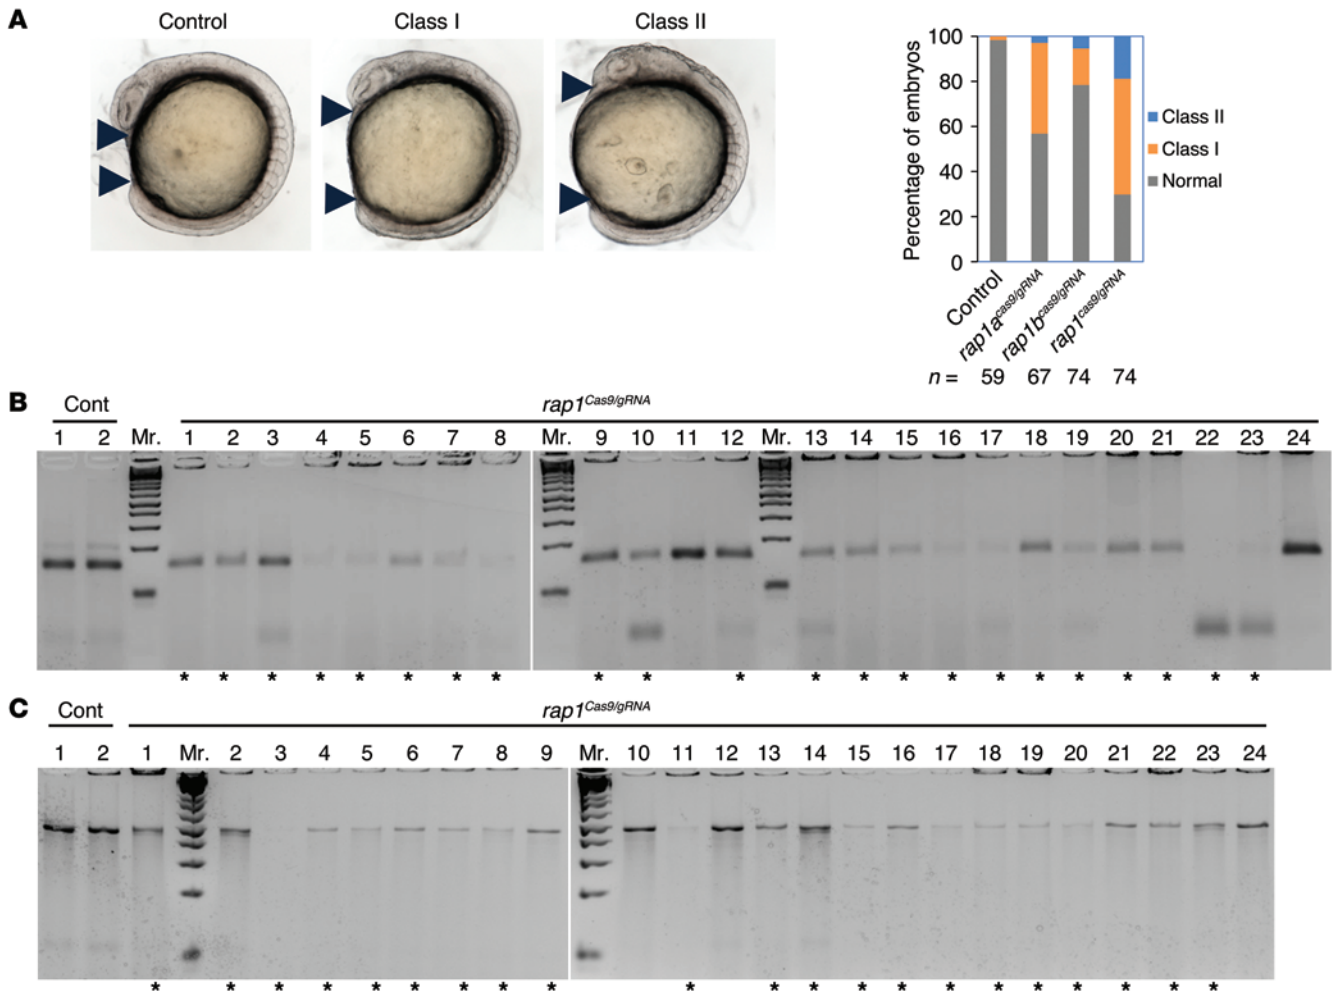 A
Control Class I Class II
Percentage of embryos
100
80
60
40
20
0
Class II
Class I
Normal
Control rap1a^cas9/gRNA rap1b^cas9/gRNA rap1^cas9/gRNA
n = 59 67 74 74
B
Cont rap1^Cas9/gRNA
1 2 Mr. 1 2 3 4 5 6 7 8 Mr. 9 10 11 12 Mr. 13 14 15 16 17 18 19 20 21 22 23 24
* * * * * * * * * * * * * * * * * * * * * *
C
Cont rap1^Cas9/gRNA
1 2 1 Mr. 2 3 4 5 6 7 8 9 Mr. 10 11 12 13 14 15 16 17 18 19 20 21 22 23 24
* * * * * * * * * * * * * * * * * * * * *